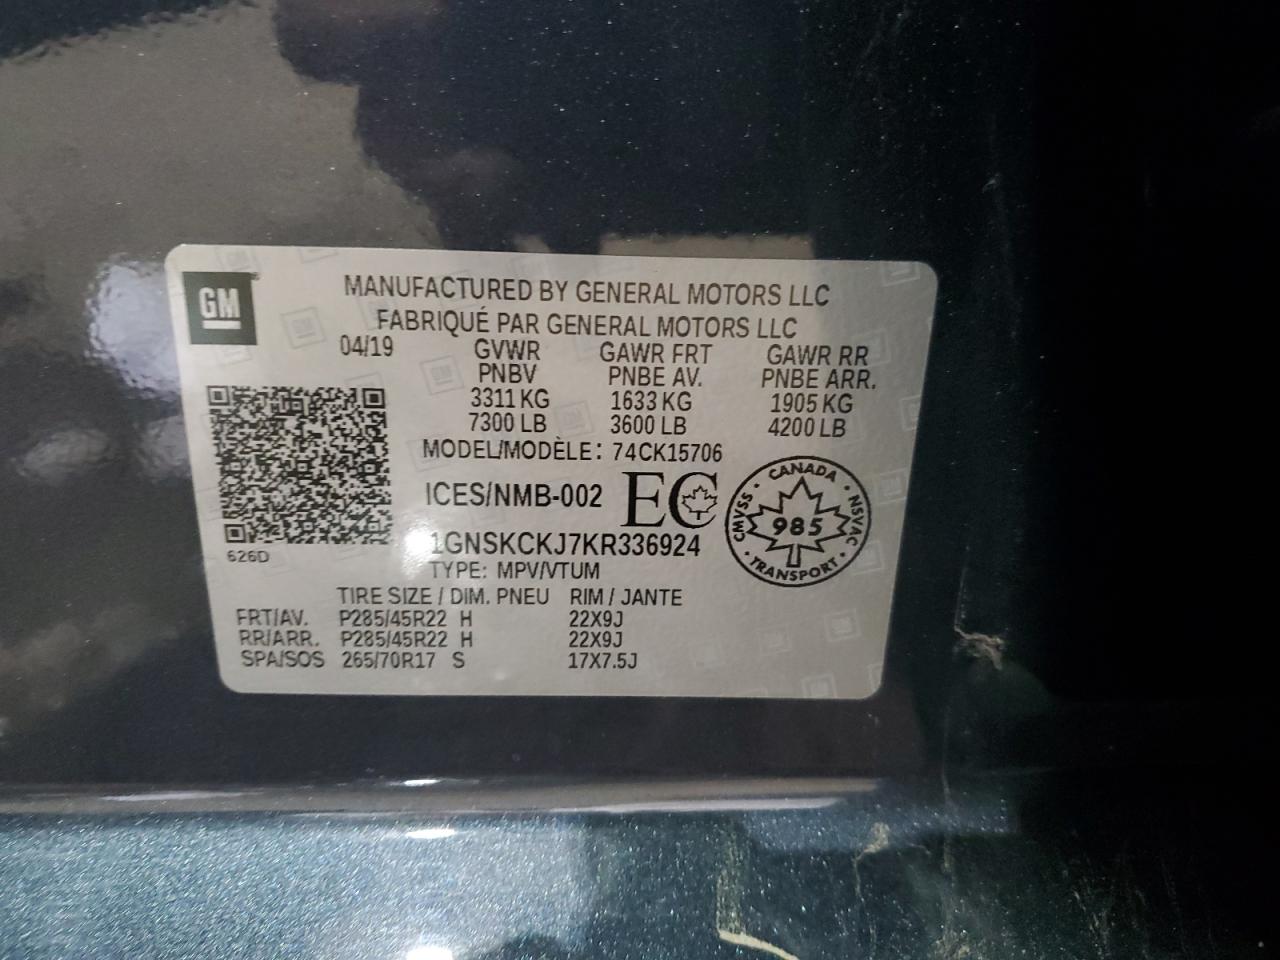 GM
MANUFACTURED BY GENERAL MOTORS LLC
FABRIQUÉ PAR GENERAL MOTORS LLC
04/19 GVWR GAWR FRT GAWR RR
PNBV PNBE AV. PNBE ARR.
3311 KG 1633 KG 1905 KG
7300 LB 3600 LB 4200 LB
MODEL/MODÈLE: 74CK15706
ICES/NMB-002 EC
CANADA
CMVSS 985 NSVAC
TRANSPORT
1GNSKCKJ7KR336924
626D
TYPE: MPV/VTUM
TIRE SIZE / DIM. PNEU RIM / JANTE
FRT/AV. P285/45R22 H 22X9J
RR/ARR. P285/45R22 H 22X9J
SPA/SOS 265/70R17 S 17X7.5J